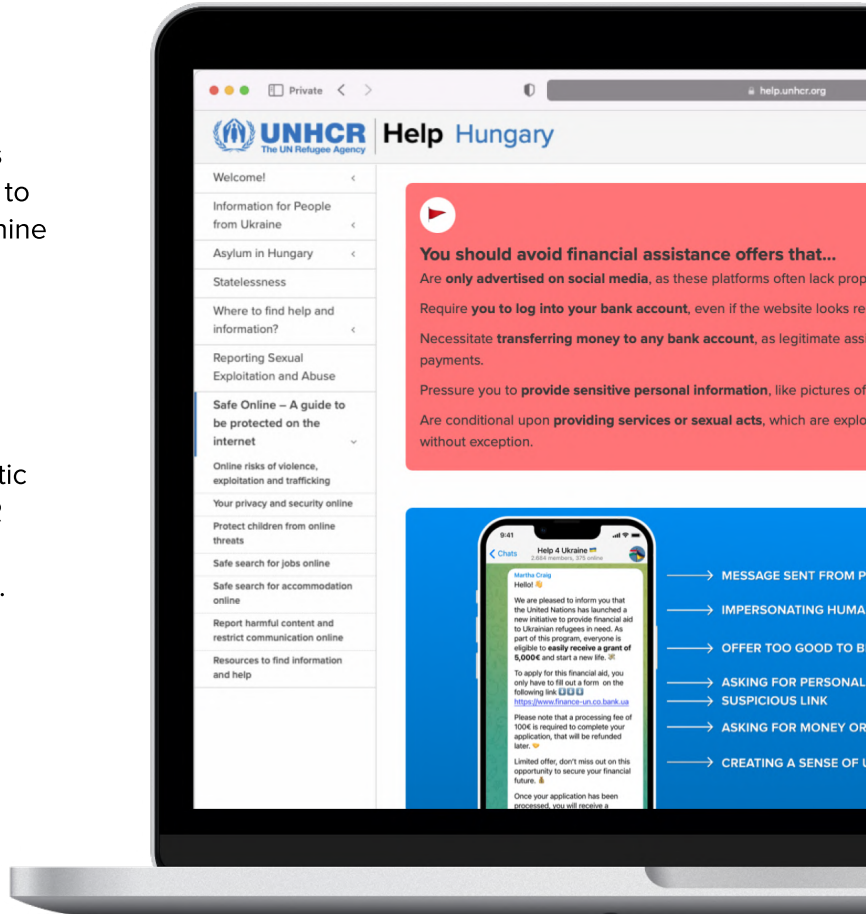 s
to
nine
tic
.
Private
help.unhcr.org
UNHCR
The UN Refugee Agency
Help Hungary
Welcome!
Information for People
from Ukraine
Asylum in Hungary
Statelessness
Where to find help and
information?
Reporting Sexual
Exploitation and Abuse
Safe Online – A guide to
be protected on the
internet
Online risks of violence,
exploitation and trafficking
Your privacy and security online
Protect children from online
threats
Safe search for jobs online
Safe search for accommodation
online
Report harmful content and
restrict communication online
Resources to find information
and help
You should avoid financial assistance offers that...
Are only advertised on social media, as these platforms often lack prop
Require you to log into your bank account, even if the website looks re
Necessitate transferring money to any bank account, as legitimate assi
payments.
Pressure you to provide sensitive personal information, like pictures of
Are conditional upon providing services or sexual acts, which are explo
without exception.
9:41
Chats
Help 4 Ukraine
2,664 members, 375 online
Martha Craig
Hello! 👋
We are pleased to inform you that
the United Nations has launched a
new initiative to provide financial aid
to Ukrainian refugees in need. As
part of this program, everyone is
eligible to easily receive a grant of
5,000€ and start a new life. 💸
To apply for this financial aid, you
only have to fill out a form on the
following link ⬇️⬇️⬇️
https://www.finance-un.co.bank.ua
Please note that a processing fee of
100€ is required to complete your
application, that will be refunded
later. 🤝
Limited offer, don't miss out on this
opportunity to secure your financial
future. 💰
Once your application has been
processed, you will receive a
MESSAGE SENT FROM P
IMPERSONATING HUMA
OFFER TOO GOOD TO B
ASKING FOR PERSONAL
SUSPICIOUS LINK
ASKING FOR MONEY OR
CREATING A SENSE OF U